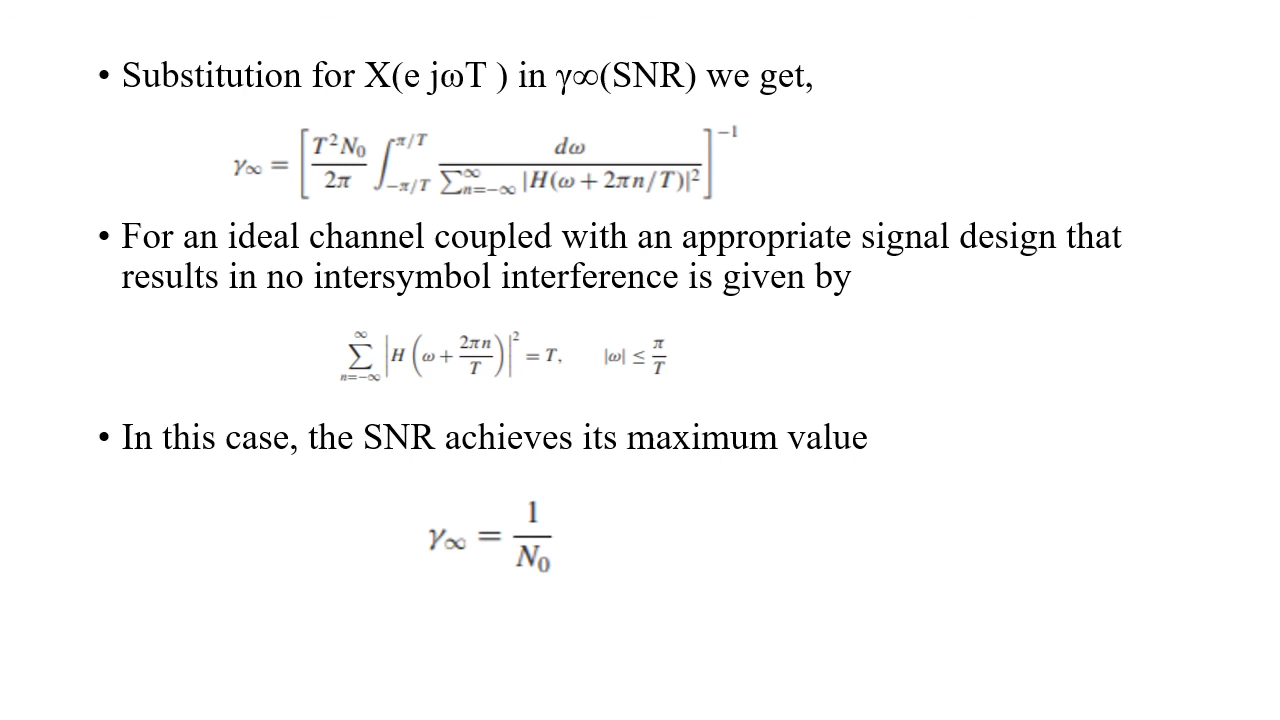 • Substitution for X(e jωT ) in γ∞(SNR) we get,
γ∞ = [ T²N₀/2π ∫_{-π/T}^{π/T} dω / ∑_{n=-∞}^{∞} |H(ω + 2πn/T)|² ]⁻¹
• For an ideal channel coupled with an appropriate signal design that
results in no intersymbol interference is given by
∑_{n=-∞}^{∞} |H(ω + 2πn/T)|² = T, |ω| ≤ π/T
• In this case, the SNR achieves its maximum value
γ∞ = 1/N₀